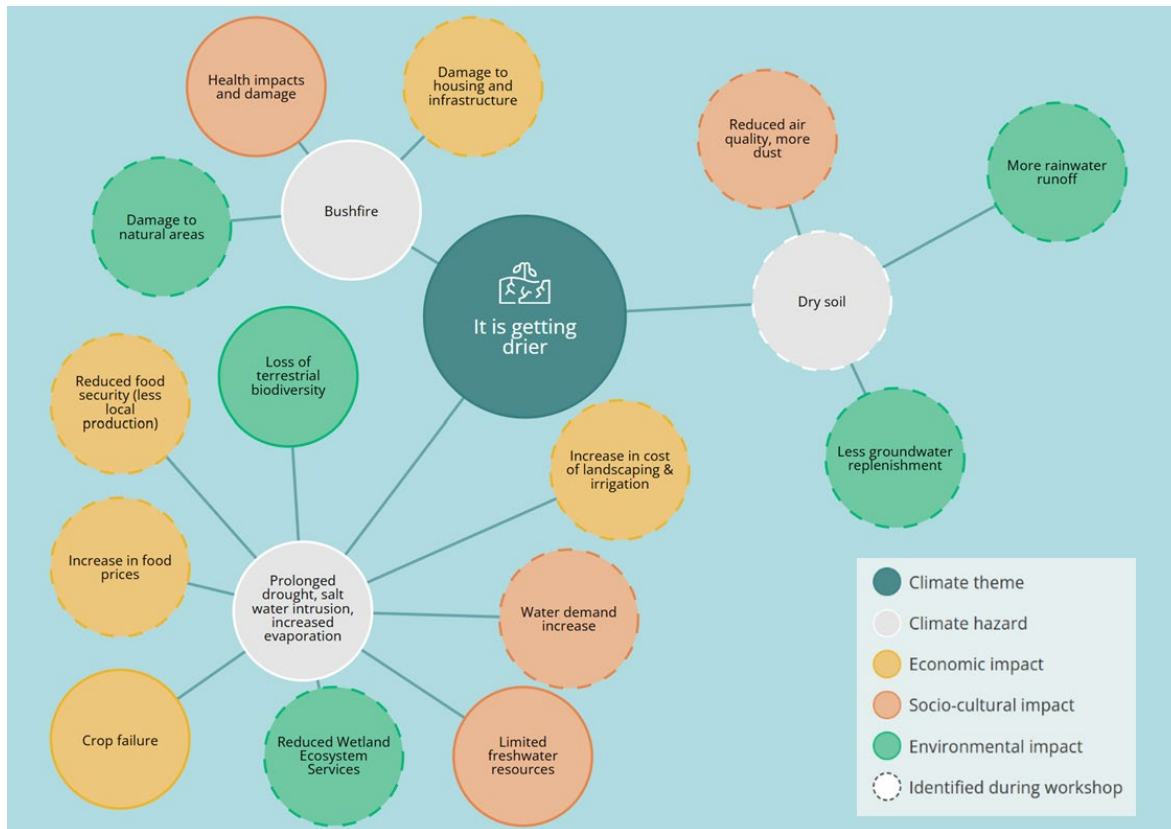 Health impacts
and damage
Damage to
housing and
infrastructure
Reduced air
quality, more
dust
More rainwater
runoff
Damage to
natural areas
Bushfire
It is getting
drier
Dry soil
Reduced food
security (less
local
production)
Loss of
terrestrial
biodiversity
Increase in cost
of landscaping &
irrigation
Less groundwater
replenishment
Increase in food
prices
Prolonged
drought, salt
water intrusion,
increased
evaporation
Water demand
increase
Crop failure
Reduced Wetland
Ecosystem
Services
Limited
freshwater
resources
Climate theme
Climate hazard
Economic impact
Socio-cultural impact
Environmental impact
Identified during workshop